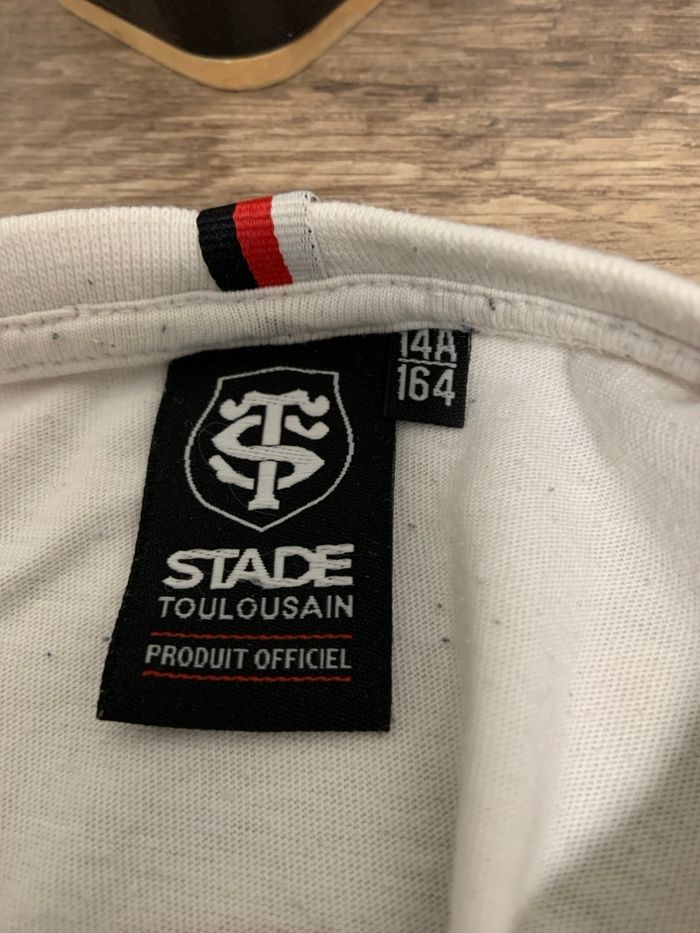 14A
164
ST
STADE
TOULOUSAIN
PRODUIT OFFICIEL